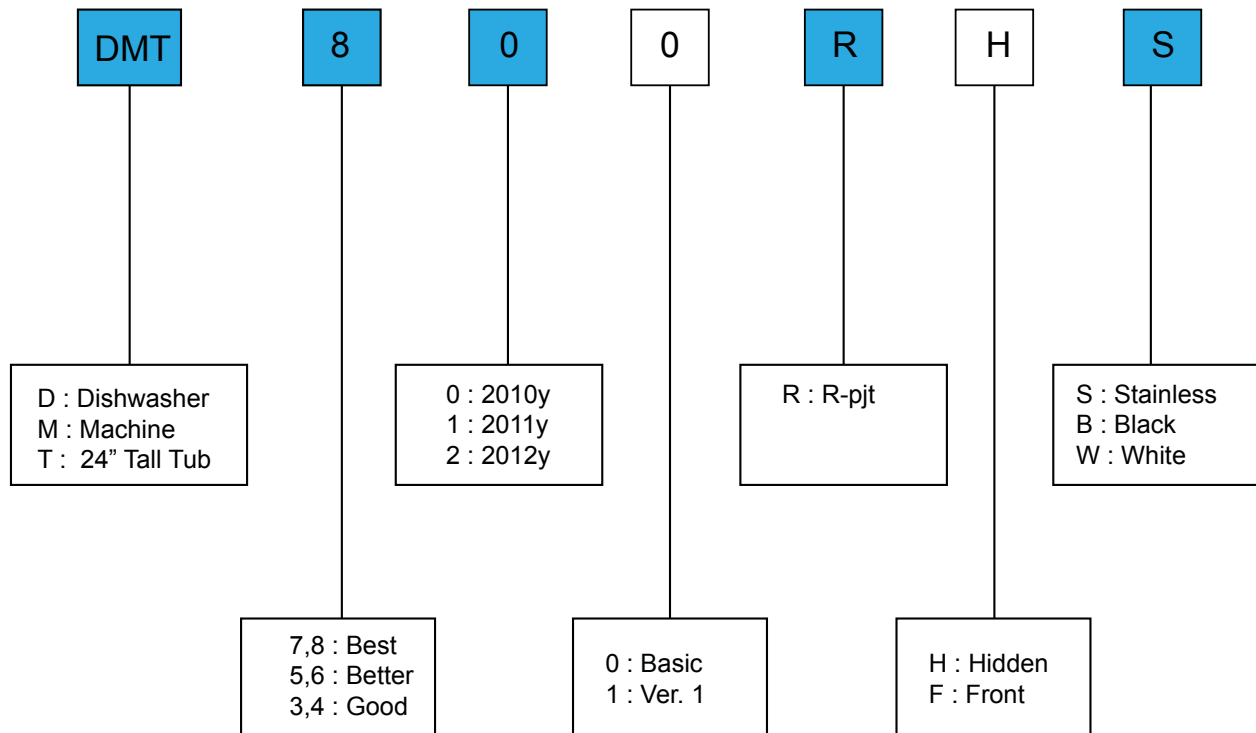 DMT 8 0 0 R H S
D : Dishwasher
M : Machine
T :  24” Tall Tub
0 : 2010y
1 : 2011y
2 : 2012y
R : R-pjt
S : Stainless
B : Black
W : White
7,8 : Best
5,6 : Better
3,4 : Good
0 : Basic
1 : Ver. 1
H : Hidden
F : Front